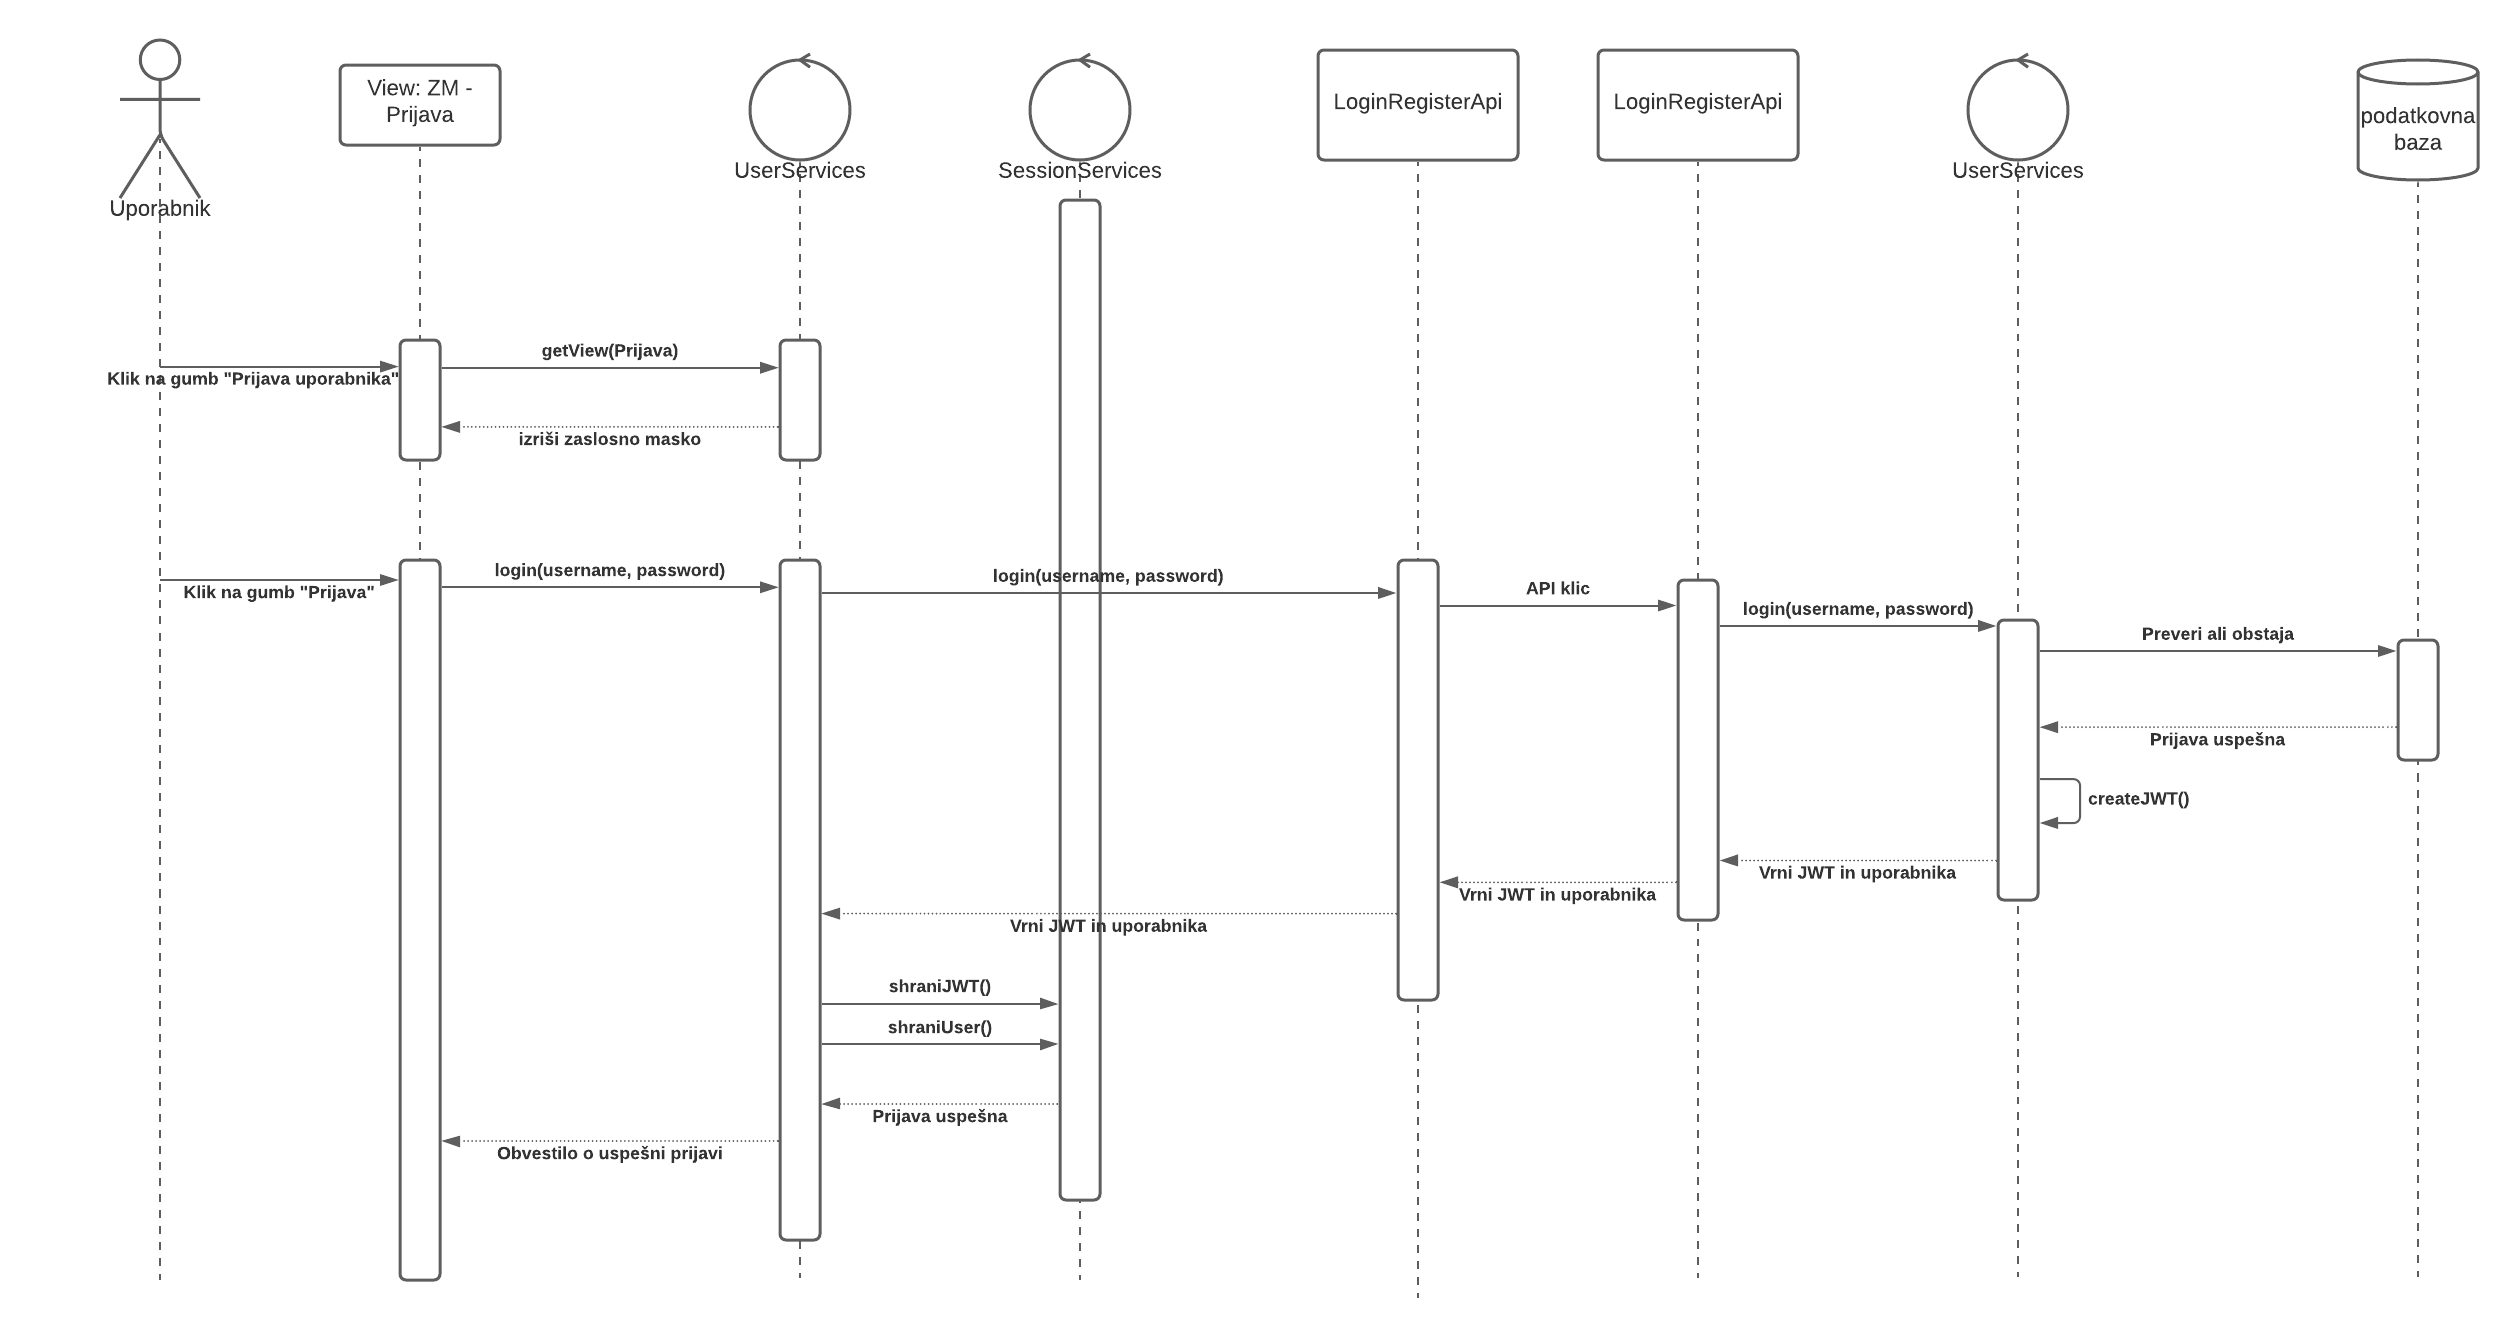 View: ZM -
Prijava
LoginRegisterApi
LoginRegisterApi
podatkovna
baza
UserServices
SessionServices
UserServices
Uporabnik
getView(Prijava)
Klik na gumb "Prijava uporabnika"
izriši zaslosno masko
login(username, password)
login(username, password)
Klik na gumb "Prijava"
API klic
login(username, password)
Preveri ali obstaja
Prijava uspešna
createJWT()
Vrni JWT in uporabnika
Vrni JWT in uporabnika
Vrni JWT in uporabnika
shraniJWT()
shraniUser()
Prijava uspešna
Obvestilo o uspešni prijavi